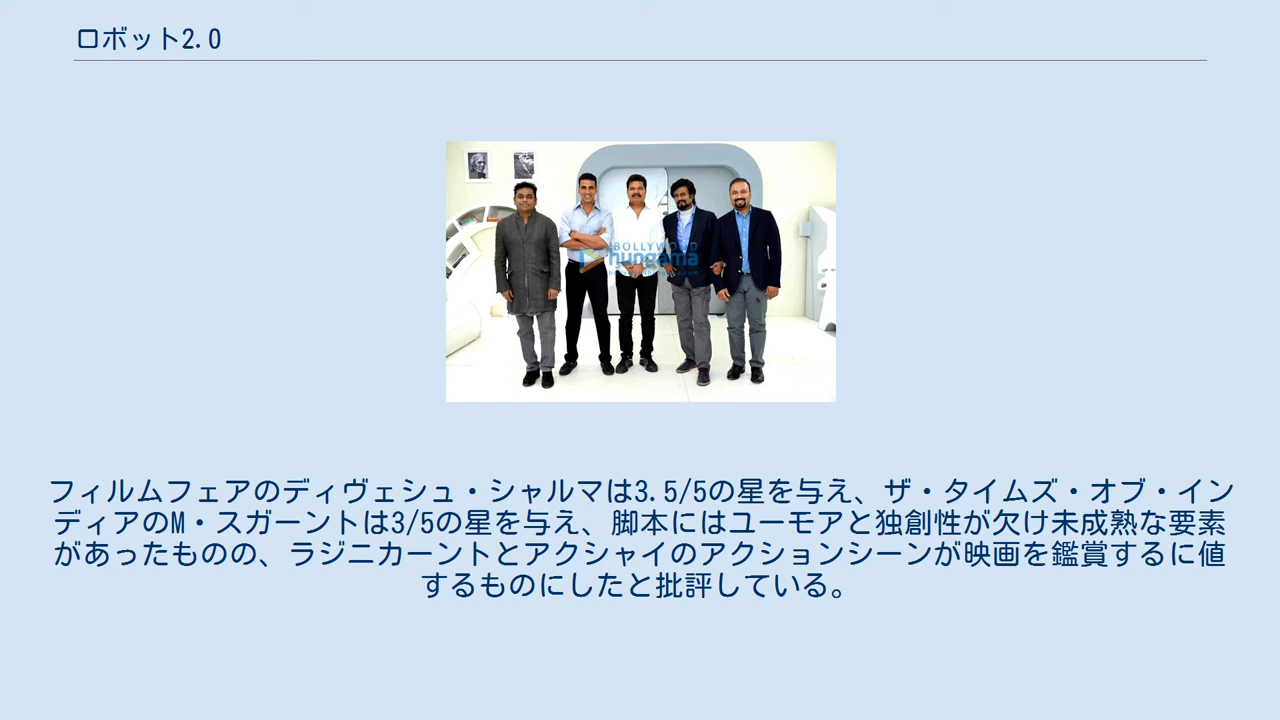 ロボット2.0
BOLLYWOOD
hungama
フィルムフェアのディヴェシュ・シャルマは3.5/5の星を与え、ザ・タイムズ・オブ・イン
ディアのM・スガーントは3/5の星を与え、脚本にはユーモアと独創性が欠け未成熟な要素
があったものの、ラジニカーントとアクシャイのアクションシーンが映画を鑑賞するに値
するものにしたと批評している。